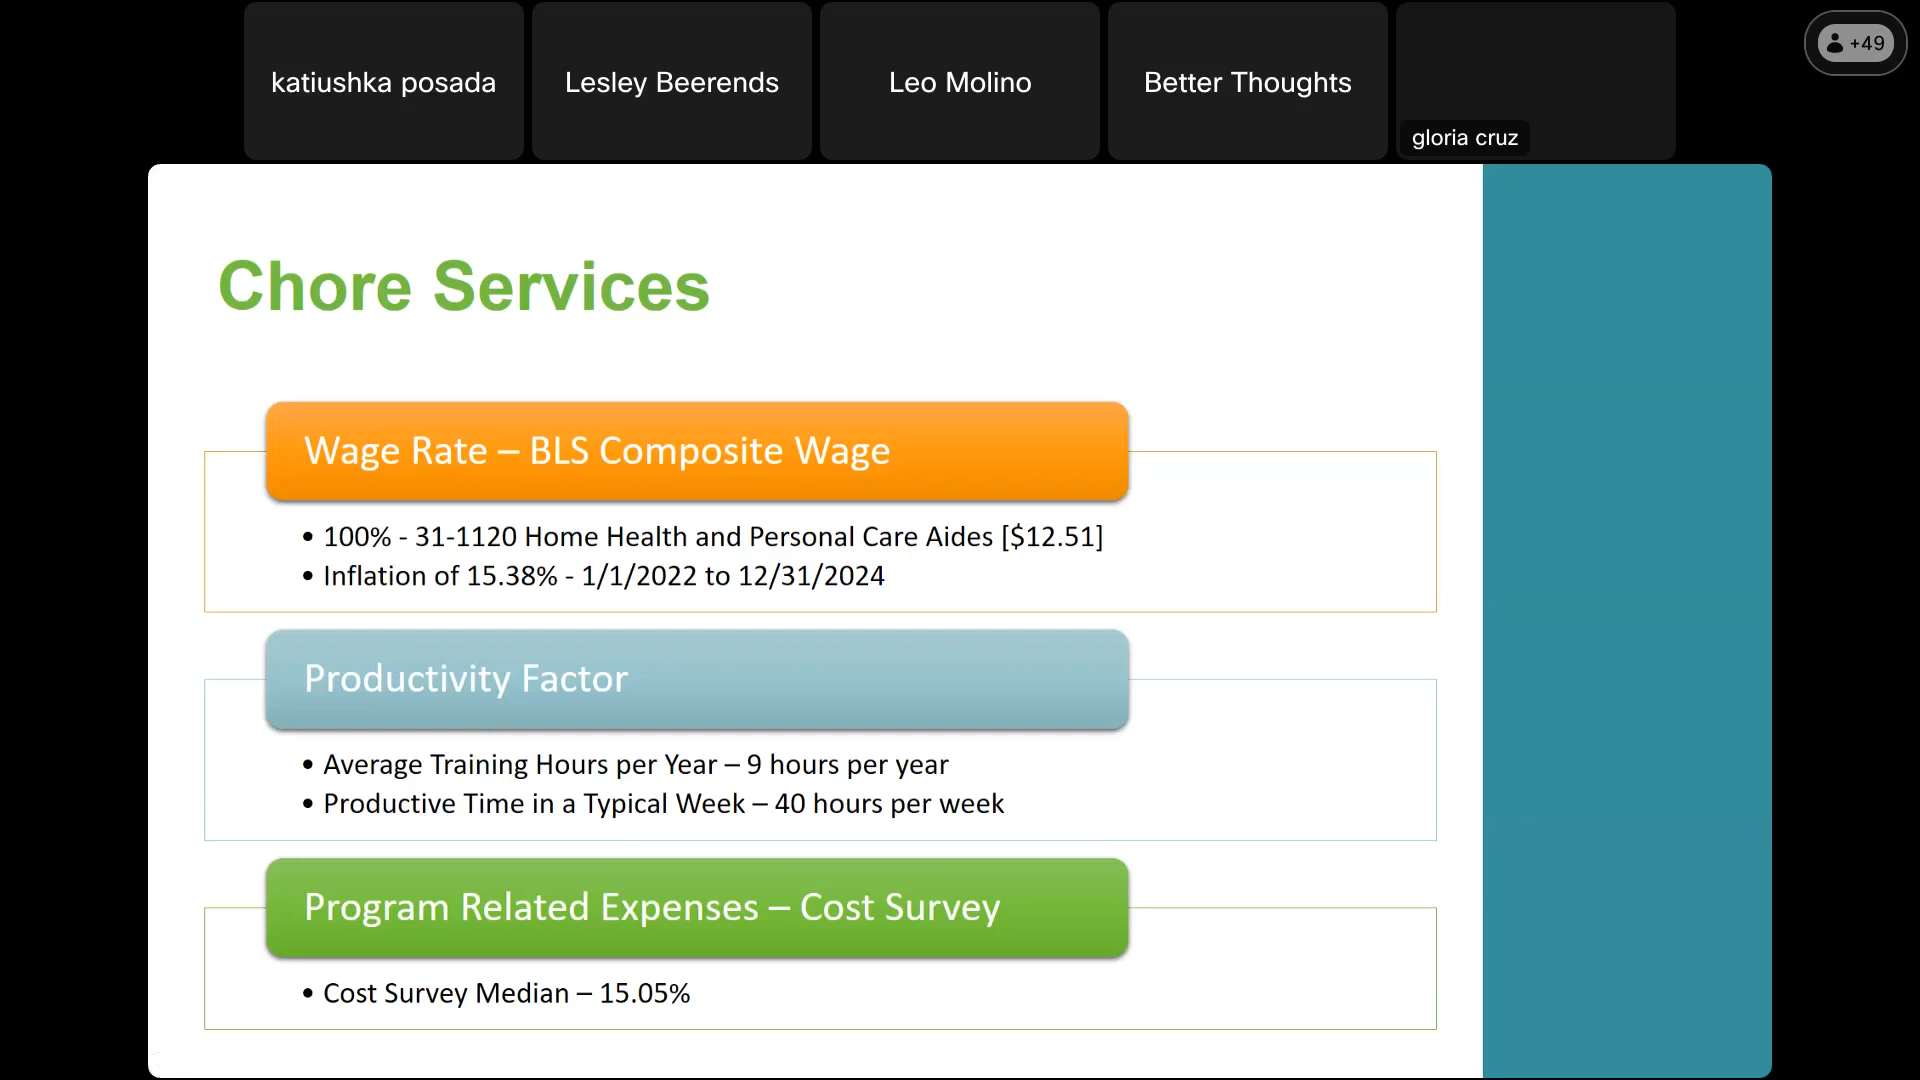 katiushka posada
Lesley Beerends
Leo Molino
Better Thoughts
gloria cruz
+49
Chore Services
Wage Rate – BLS Composite Wage
• 100% - 31-1120 Home Health and Personal Care Aides [$12.51]
• Inflation of 15.38% - 1/1/2022 to 12/31/2024
Productivity Factor
• Average Training Hours per Year – 9 hours per year
• Productive Time in a Typical Week – 40 hours per week
Program Related Expenses – Cost Survey
• Cost Survey Median – 15.05%